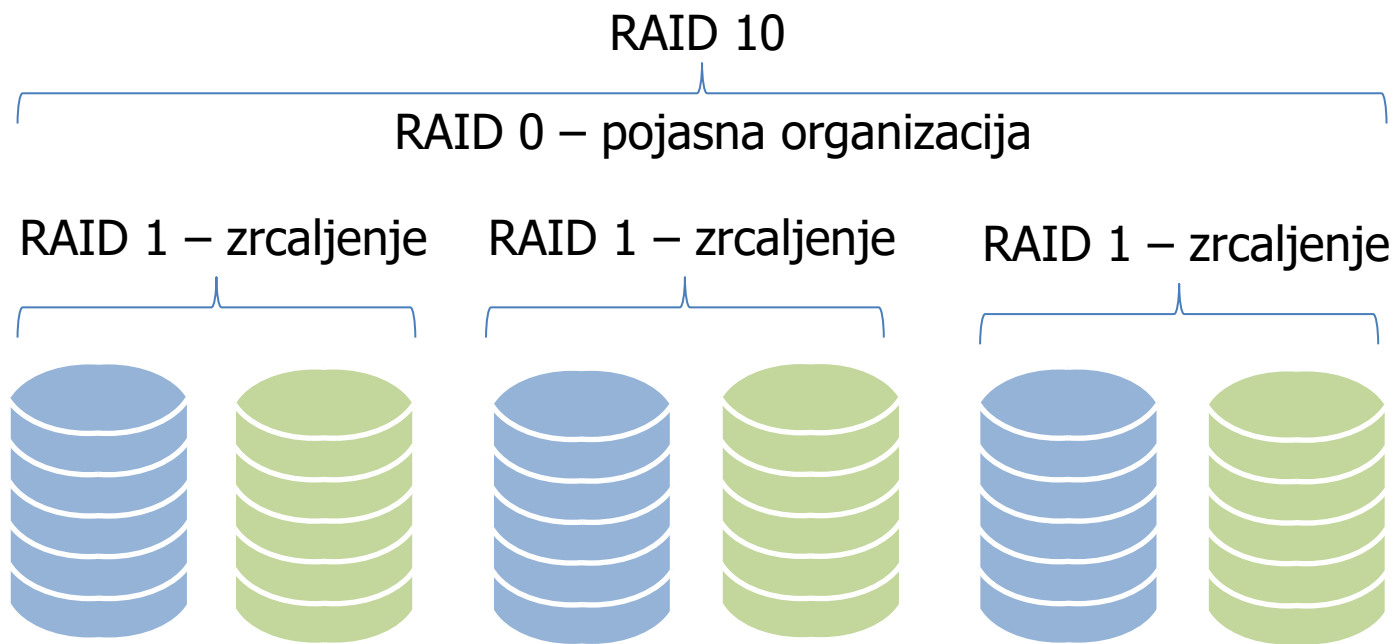 RAID 10
RAID 0 – pojasna organizacija
RAID 1 – zrcaljenje
RAID 1 – zrcaljenje
RAID 1 – zrcaljenje